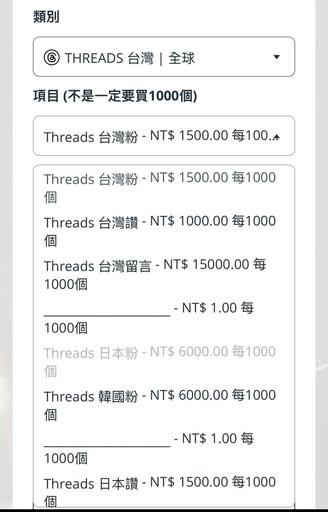 類別
THREADS 台灣 | 全球
項目 (不是一定要買1000個)
Threads 台灣粉 - NT$ 1500.00 每100...
Threads 台灣粉 - NT$ 1500.00 每1000
個
Threads 台灣讚 - NT$ 1000.00 每1000
個
Threads 台灣留言 - NT$ 15000.00 每
1000個
___________________ - NT$ 1.00 每
1000個
Threads 日本粉 - NT$ 6000.00 每1000
個
Threads 韓國粉 - NT$ 6000.00 每1000
個
___________________ - NT$ 1.00 每
1000個
Threads 日本讚 - NT$ 1500.00 每1000
個